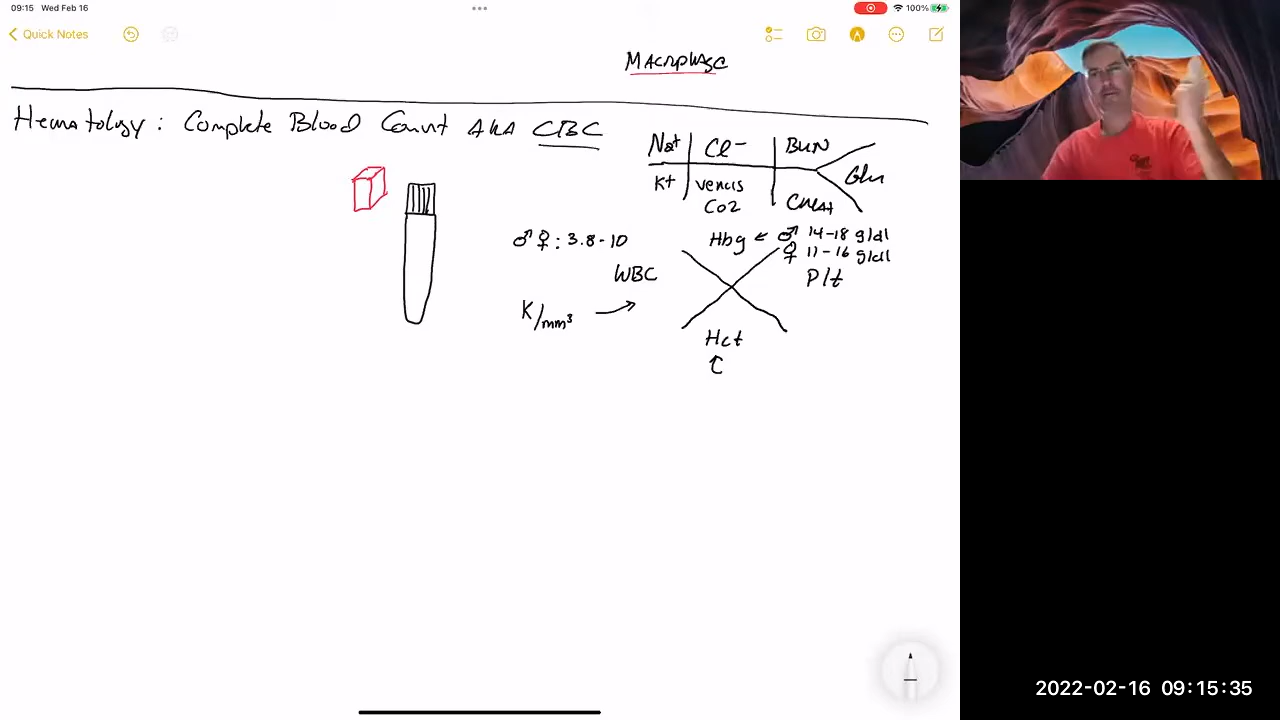 09:15 Wed Feb 16
100%
Quick Notes
Macrophage
Hematology: Complete Blood Count AKA CBC
Na+ Cl- BUN
Glu
K+ venus
CO2 Creat
♂♀: 3.8-10
Hbg ← ♂ 14-18 g/dl
♀ 11-16 g/dl
WBC
Plt
K/mm³ →
Hct
↑
2022-02-16 09:15:35